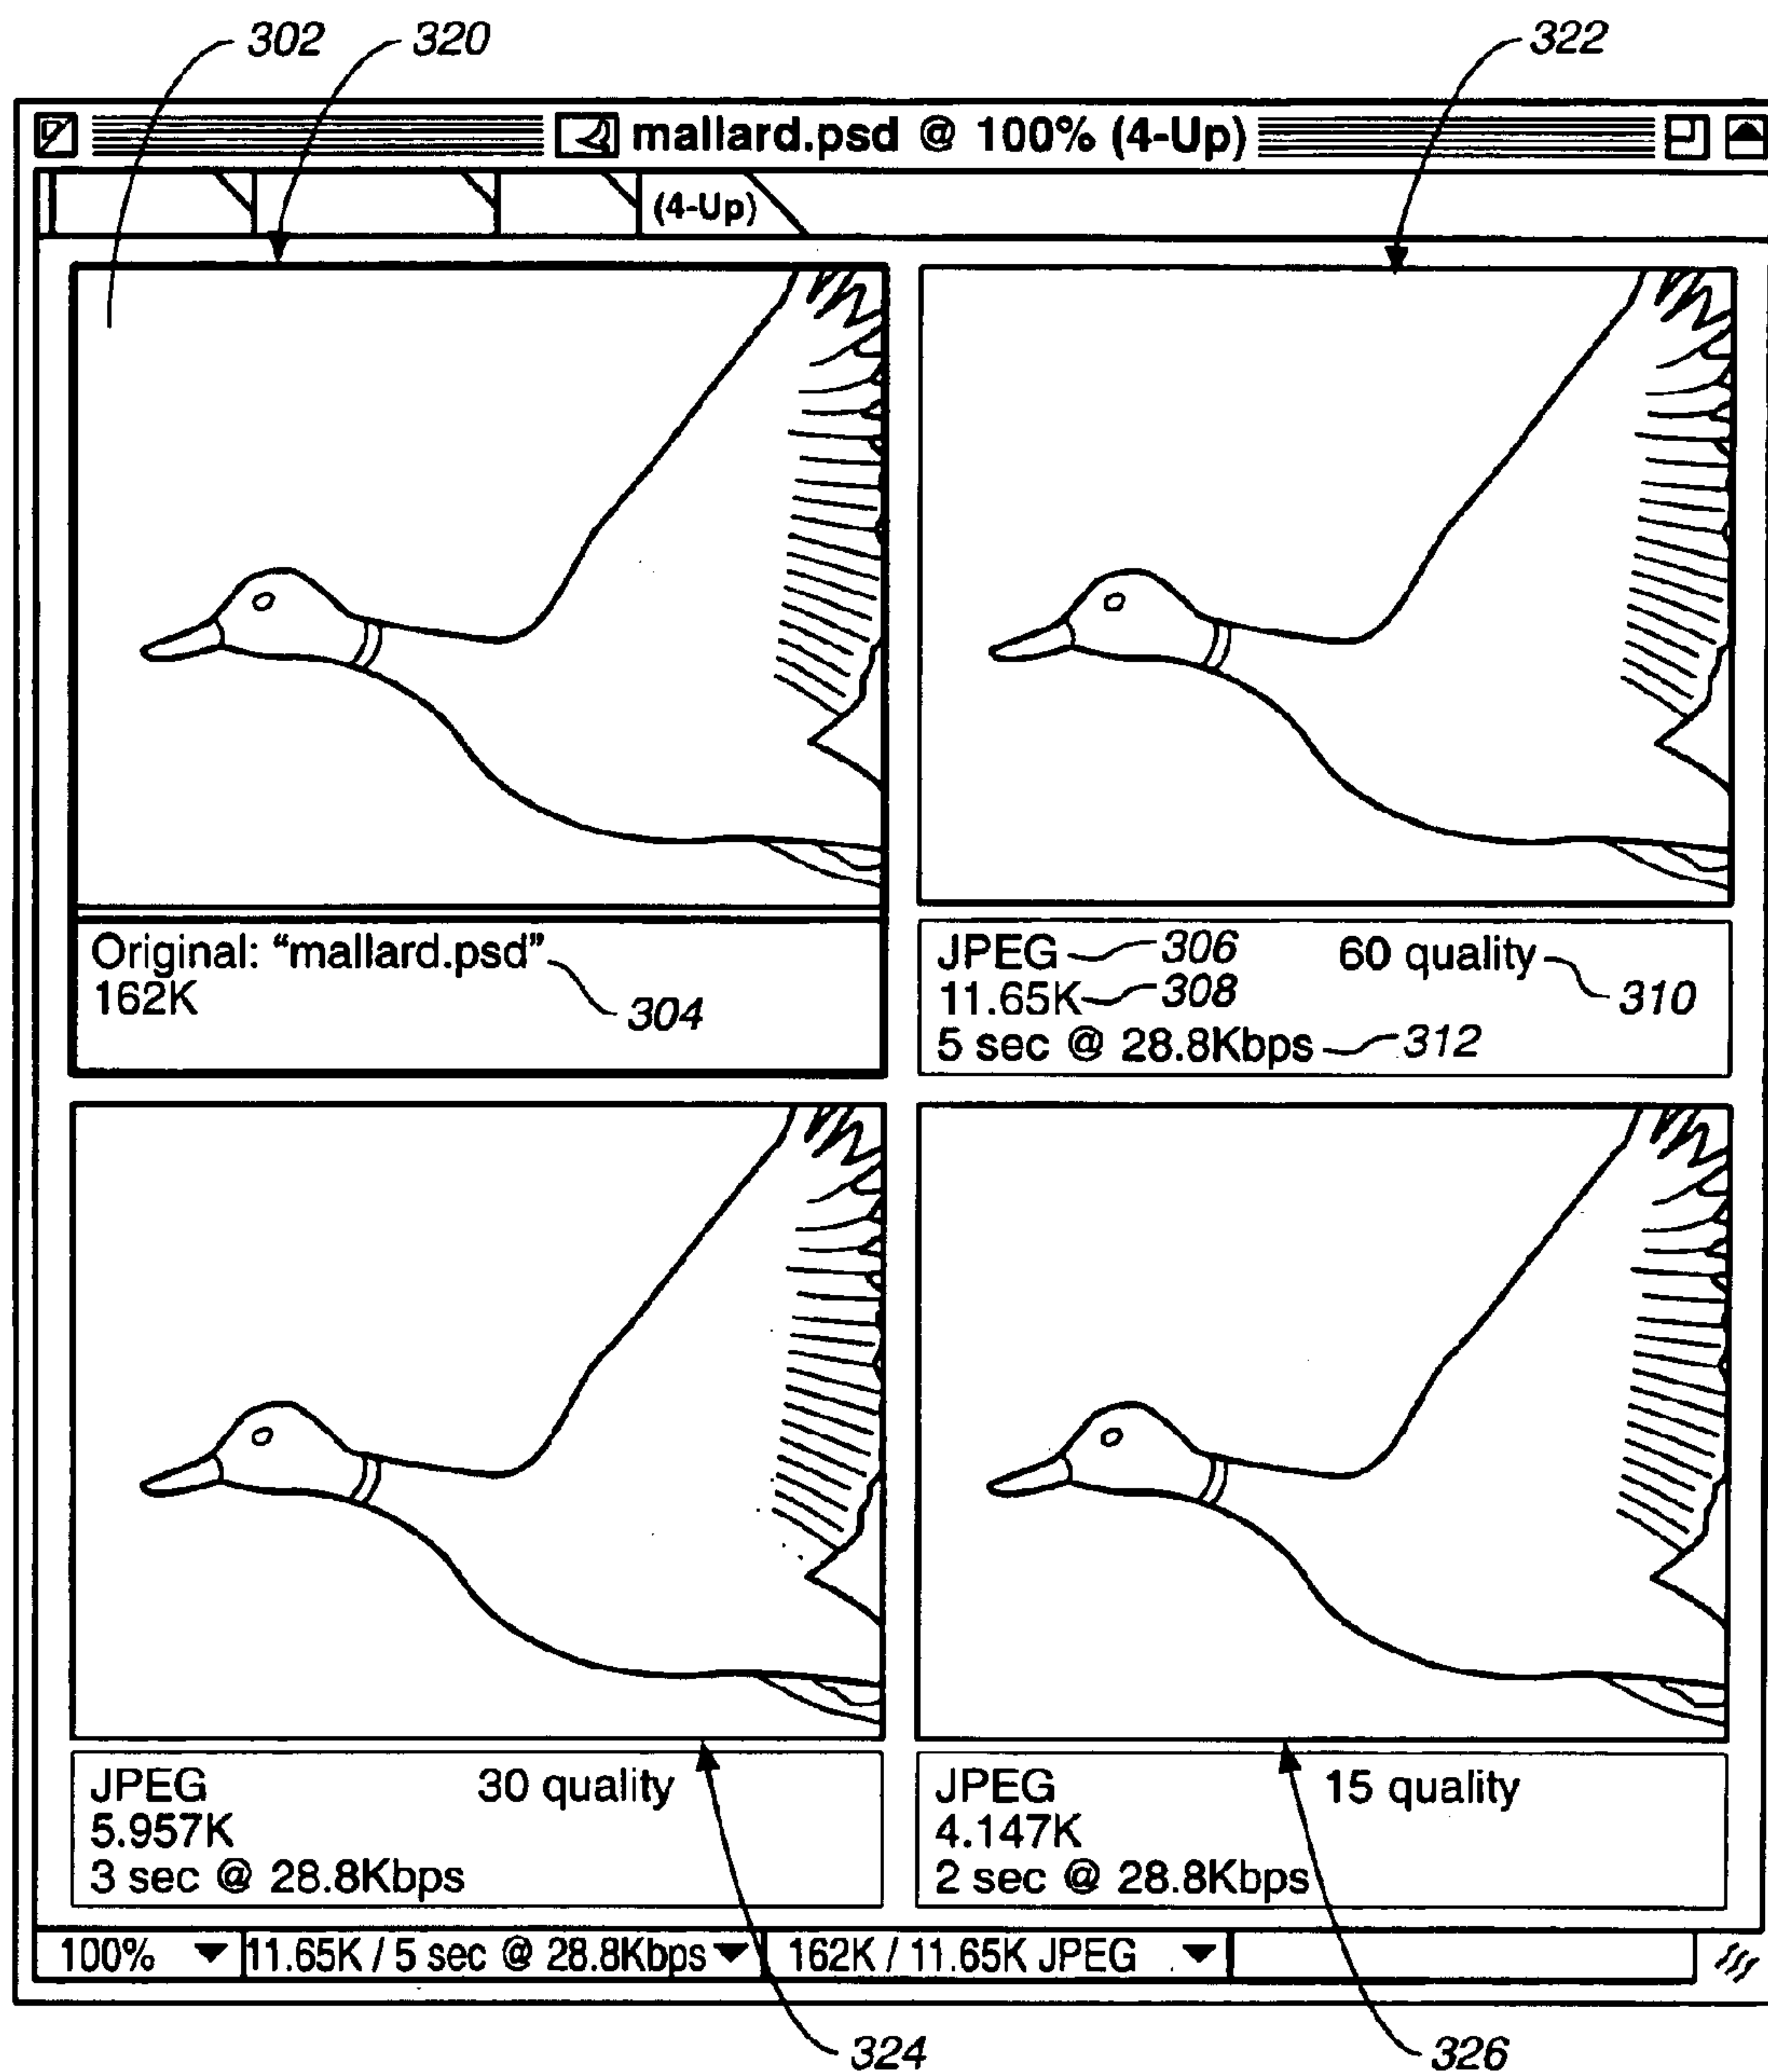 302 320 322
mallard.psd @ 100% (4-Up)
(4-Up)
Original: “mallard.psd”
162K
304
JPEG 306 60 quality
11.65K 308 310
5 sec @ 28.8Kbps 312
JPEG 30 quality
5.957K
3 sec @ 28.8Kbps
JPEG 15 quality
4.147K
2 sec @ 28.8Kbps
100% 11.65K / 5 sec @ 28.8Kbps 162K / 11.65K JPEG
324 326